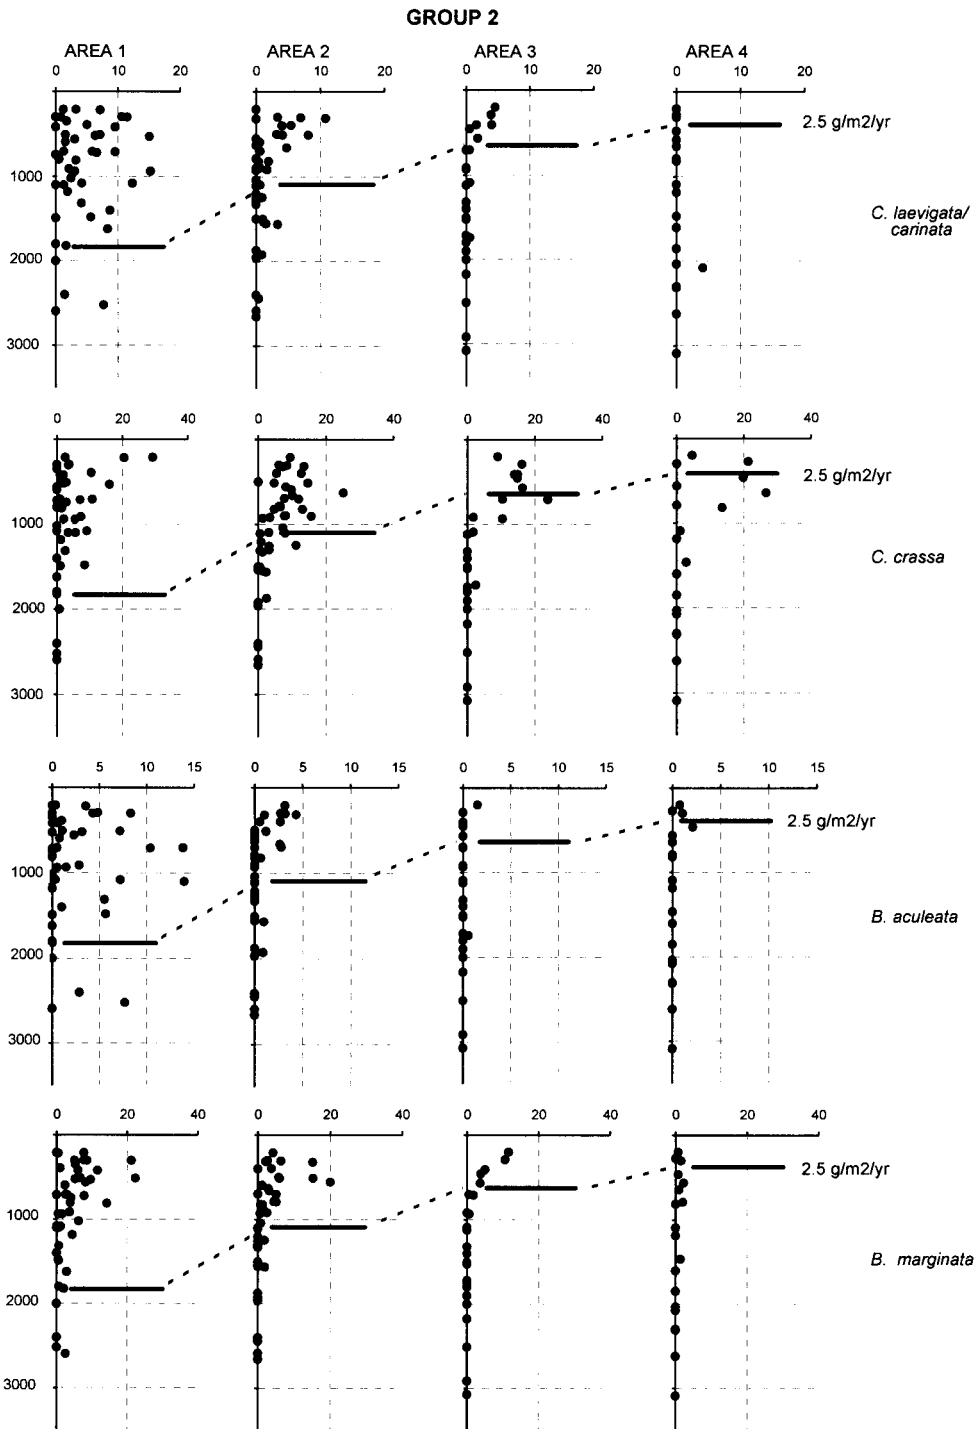 GROUP 2
AREA 1 AREA 2 AREA 3 AREA 4
0 10 20 0 10 20 0 10 20 0 10 20
2.5 g/m2/yr
1000
C. laevigata/
carinata
2000
3000
0 20 40 0 20 40 0 20 40 0 20 40
2.5 g/m2/yr
1000
C. crassa
2000
3000
0 5 10 15 0 5 10 15 0 5 10 15 0 5 10 15
2.5 g/m2/yr
1000
B. aculeata
2000
3000
0 20 40 0 20 40 0 20 40 0 20 40
2.5 g/m2/yr
1000
B. marginata
2000
3000